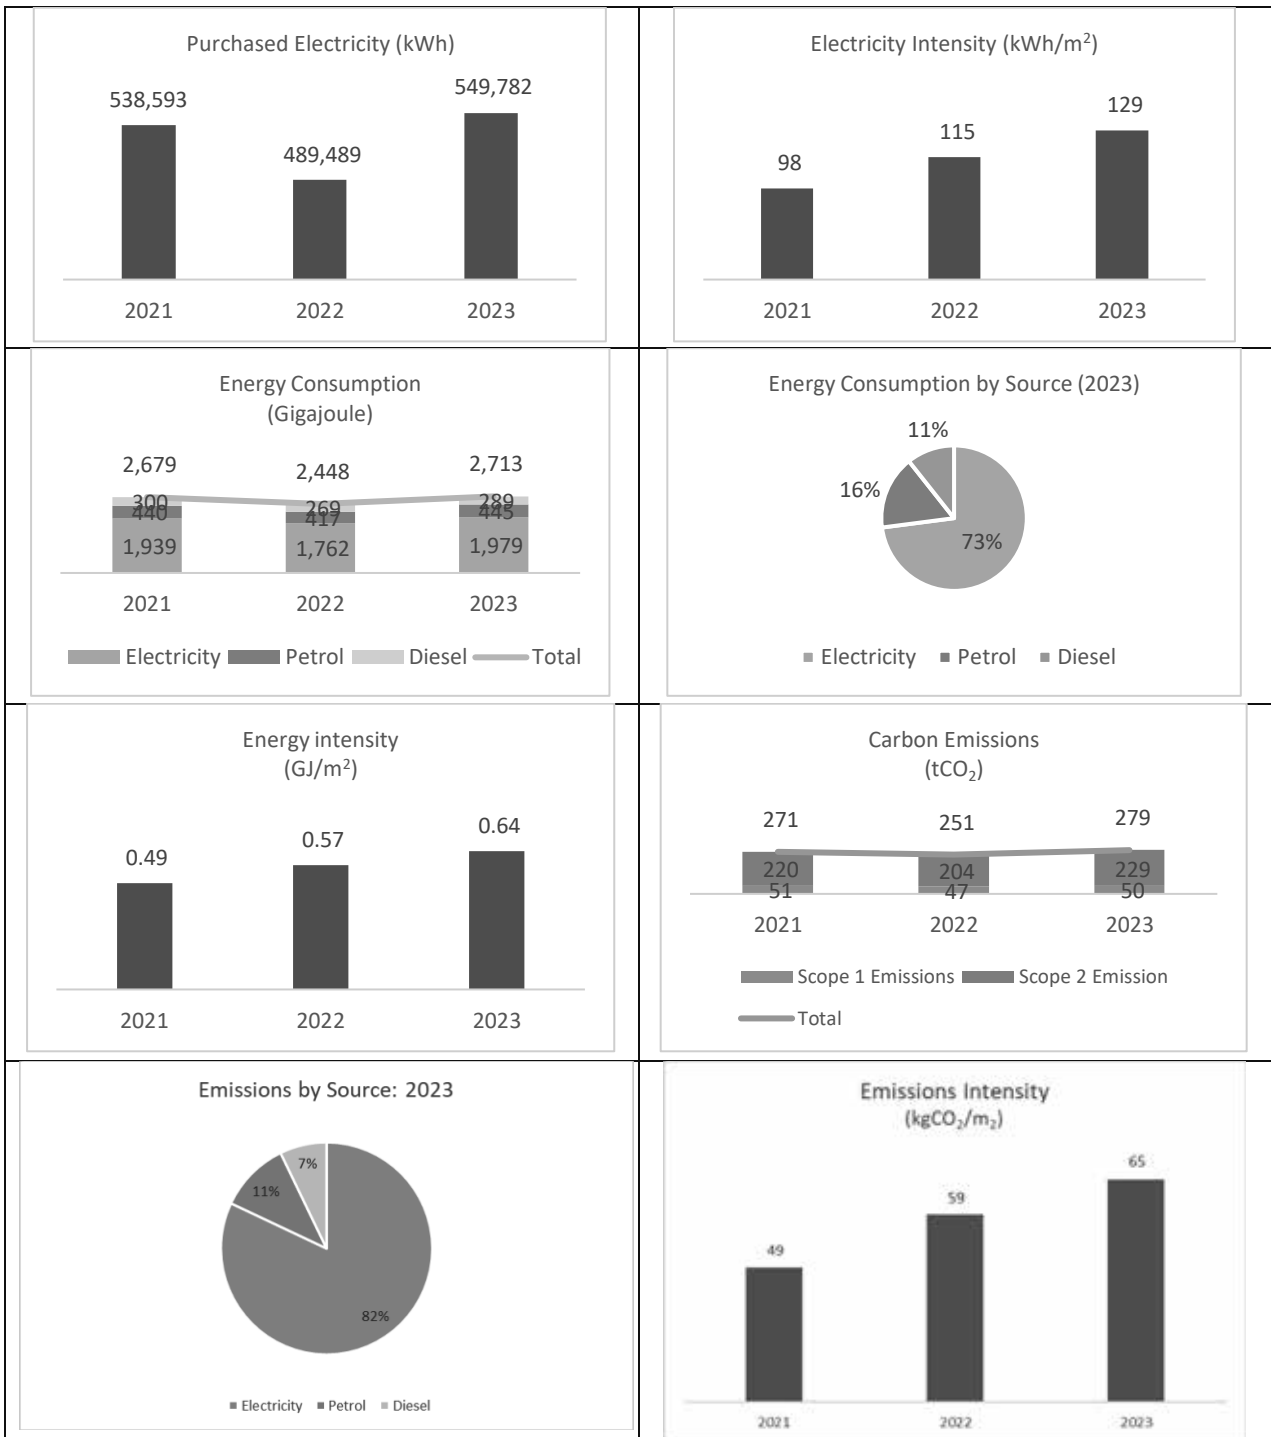 Purchased Electricity (kWh)
549,782
538,593
489,489
2021 2022 2023
Electricity Intensity (kWh/m²)
129
115
98
2021 2022 2023
Energy Consumption
(Gigajoule)
2,679 2,448 2,713
300 269 289
440 417 445
1,939 1,762 1,979
2021 2022 2023
Electricity Petrol Diesel Total
Energy Consumption by Source (2023)
11%
16%
73%
Electricity Petrol Diesel
Energy intensity
(GJ/m²)
0.64
0.57
0.49
2021 2022 2023
Carbon Emissions
(tCO₂)
271 251 279
220 204 229
51 47 50
2021 2022 2023
Scope 1 Emissions Scope 2 Emission
Total
Emissions by Source: 2023
7%
11%
82%
Electricity Petrol Diesel
Emissions Intensity
(kgCO₂/m₂)
65
59
49
2021 2022 2023